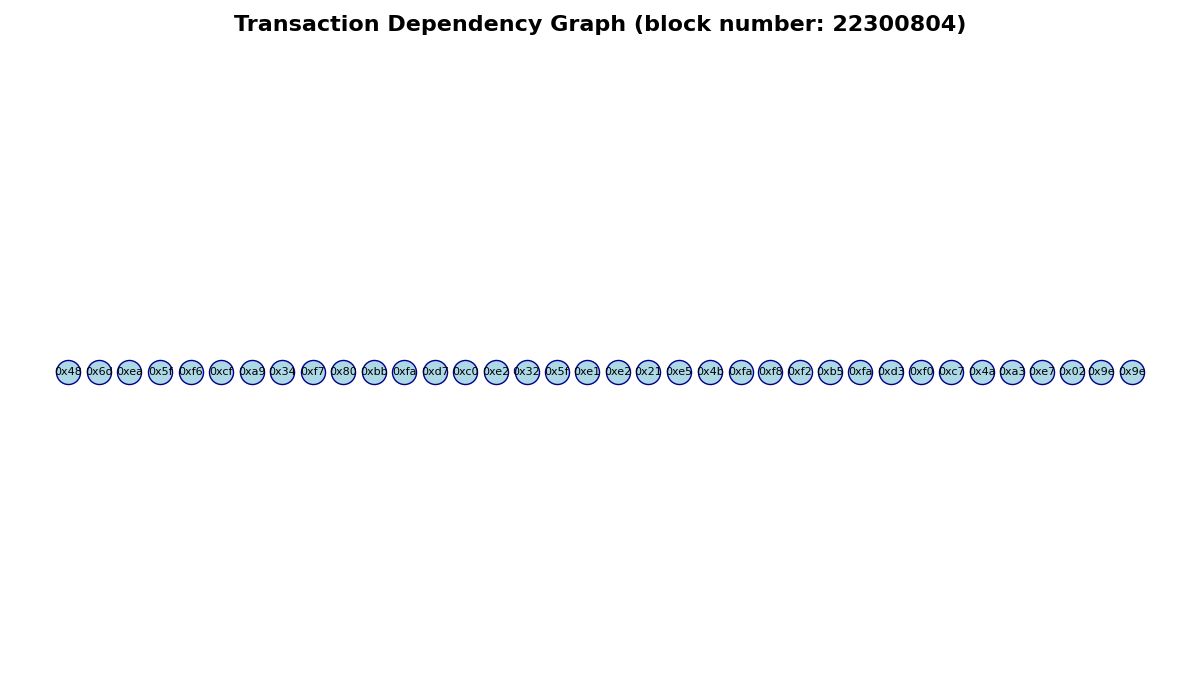 Transaction Dependency Graph (block number: 22300804)
0x48 0x6d 0xea 0x5f 0xf6 0xcf 0xa9 0x34 0xf7 0x80 0xbb 0xfa 0xd7 0xc0 0xe2 0x32 0x5f 0xe1 0xe2 0x21 0xe5 0x4b 0xfa 0xf8 0xf2 0xb5 0xfa 0xd3 0xf0 0xc7 0x4a 0xa3 0xe7 0x02 0x9e 0x9e